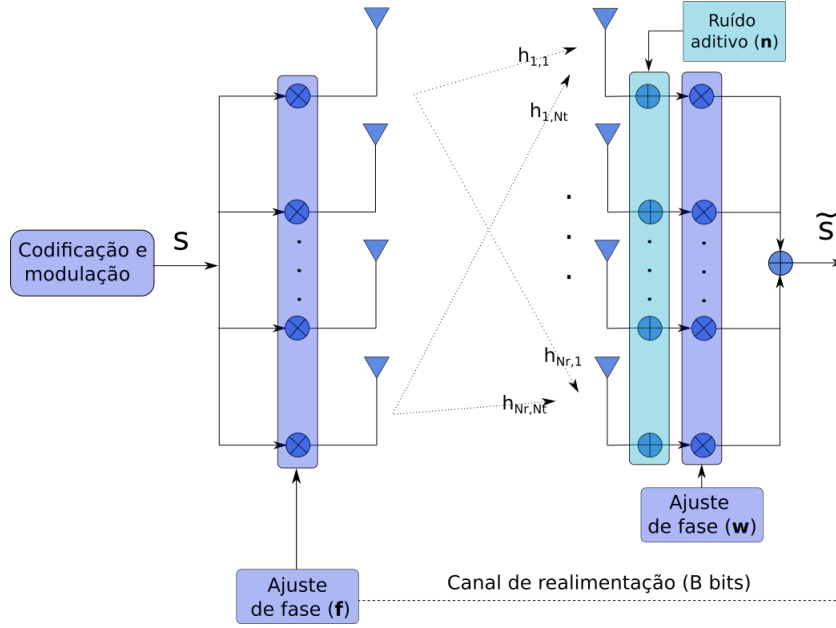 Ruído
aditivo (n)
h1,1
h1,Nt
Codificação e
modulação
S
s̃
hNr,1
hNr,Nt
Ajuste
de fase (w)
Ajuste
de fase (f)
Canal de realimentação (B bits)